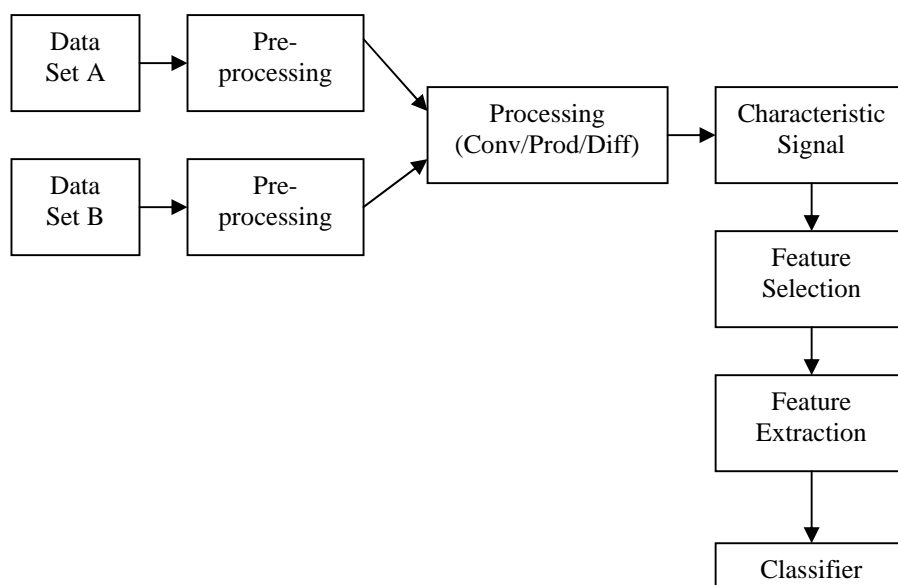 Data
Set A
Pre-
processing
Processing
(Conv/Prod/Diff)
Characteristic
Signal
Data
Set B
Pre-
processing
Feature
Selection
Feature
Extraction
Classifier